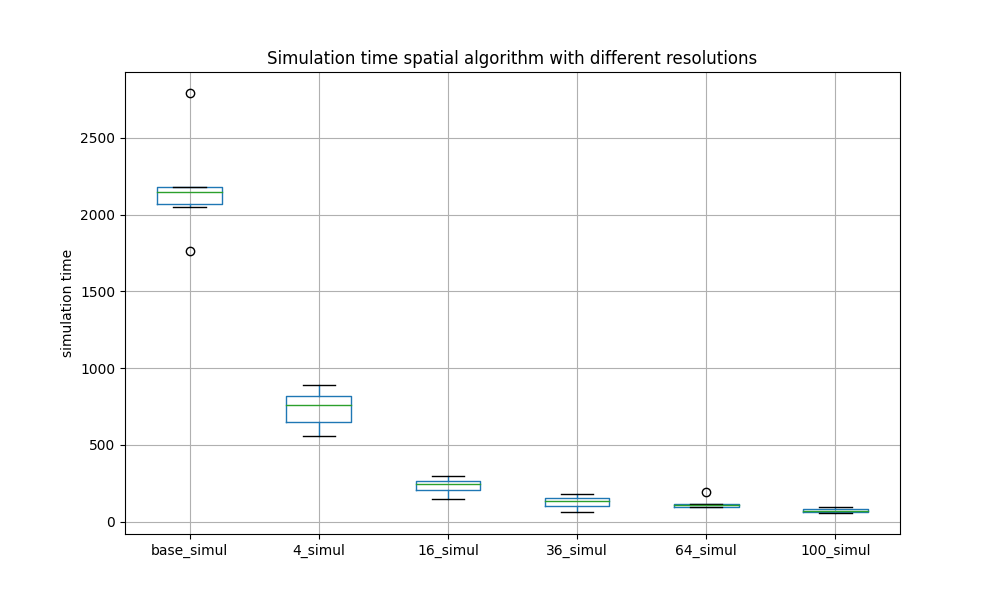 Simulation time spatial algorithm with different resolutions
simulation time
2500
2000
1500
1000
500
0
base_simul
4_simul
16_simul
36_simul
64_simul
100_simul